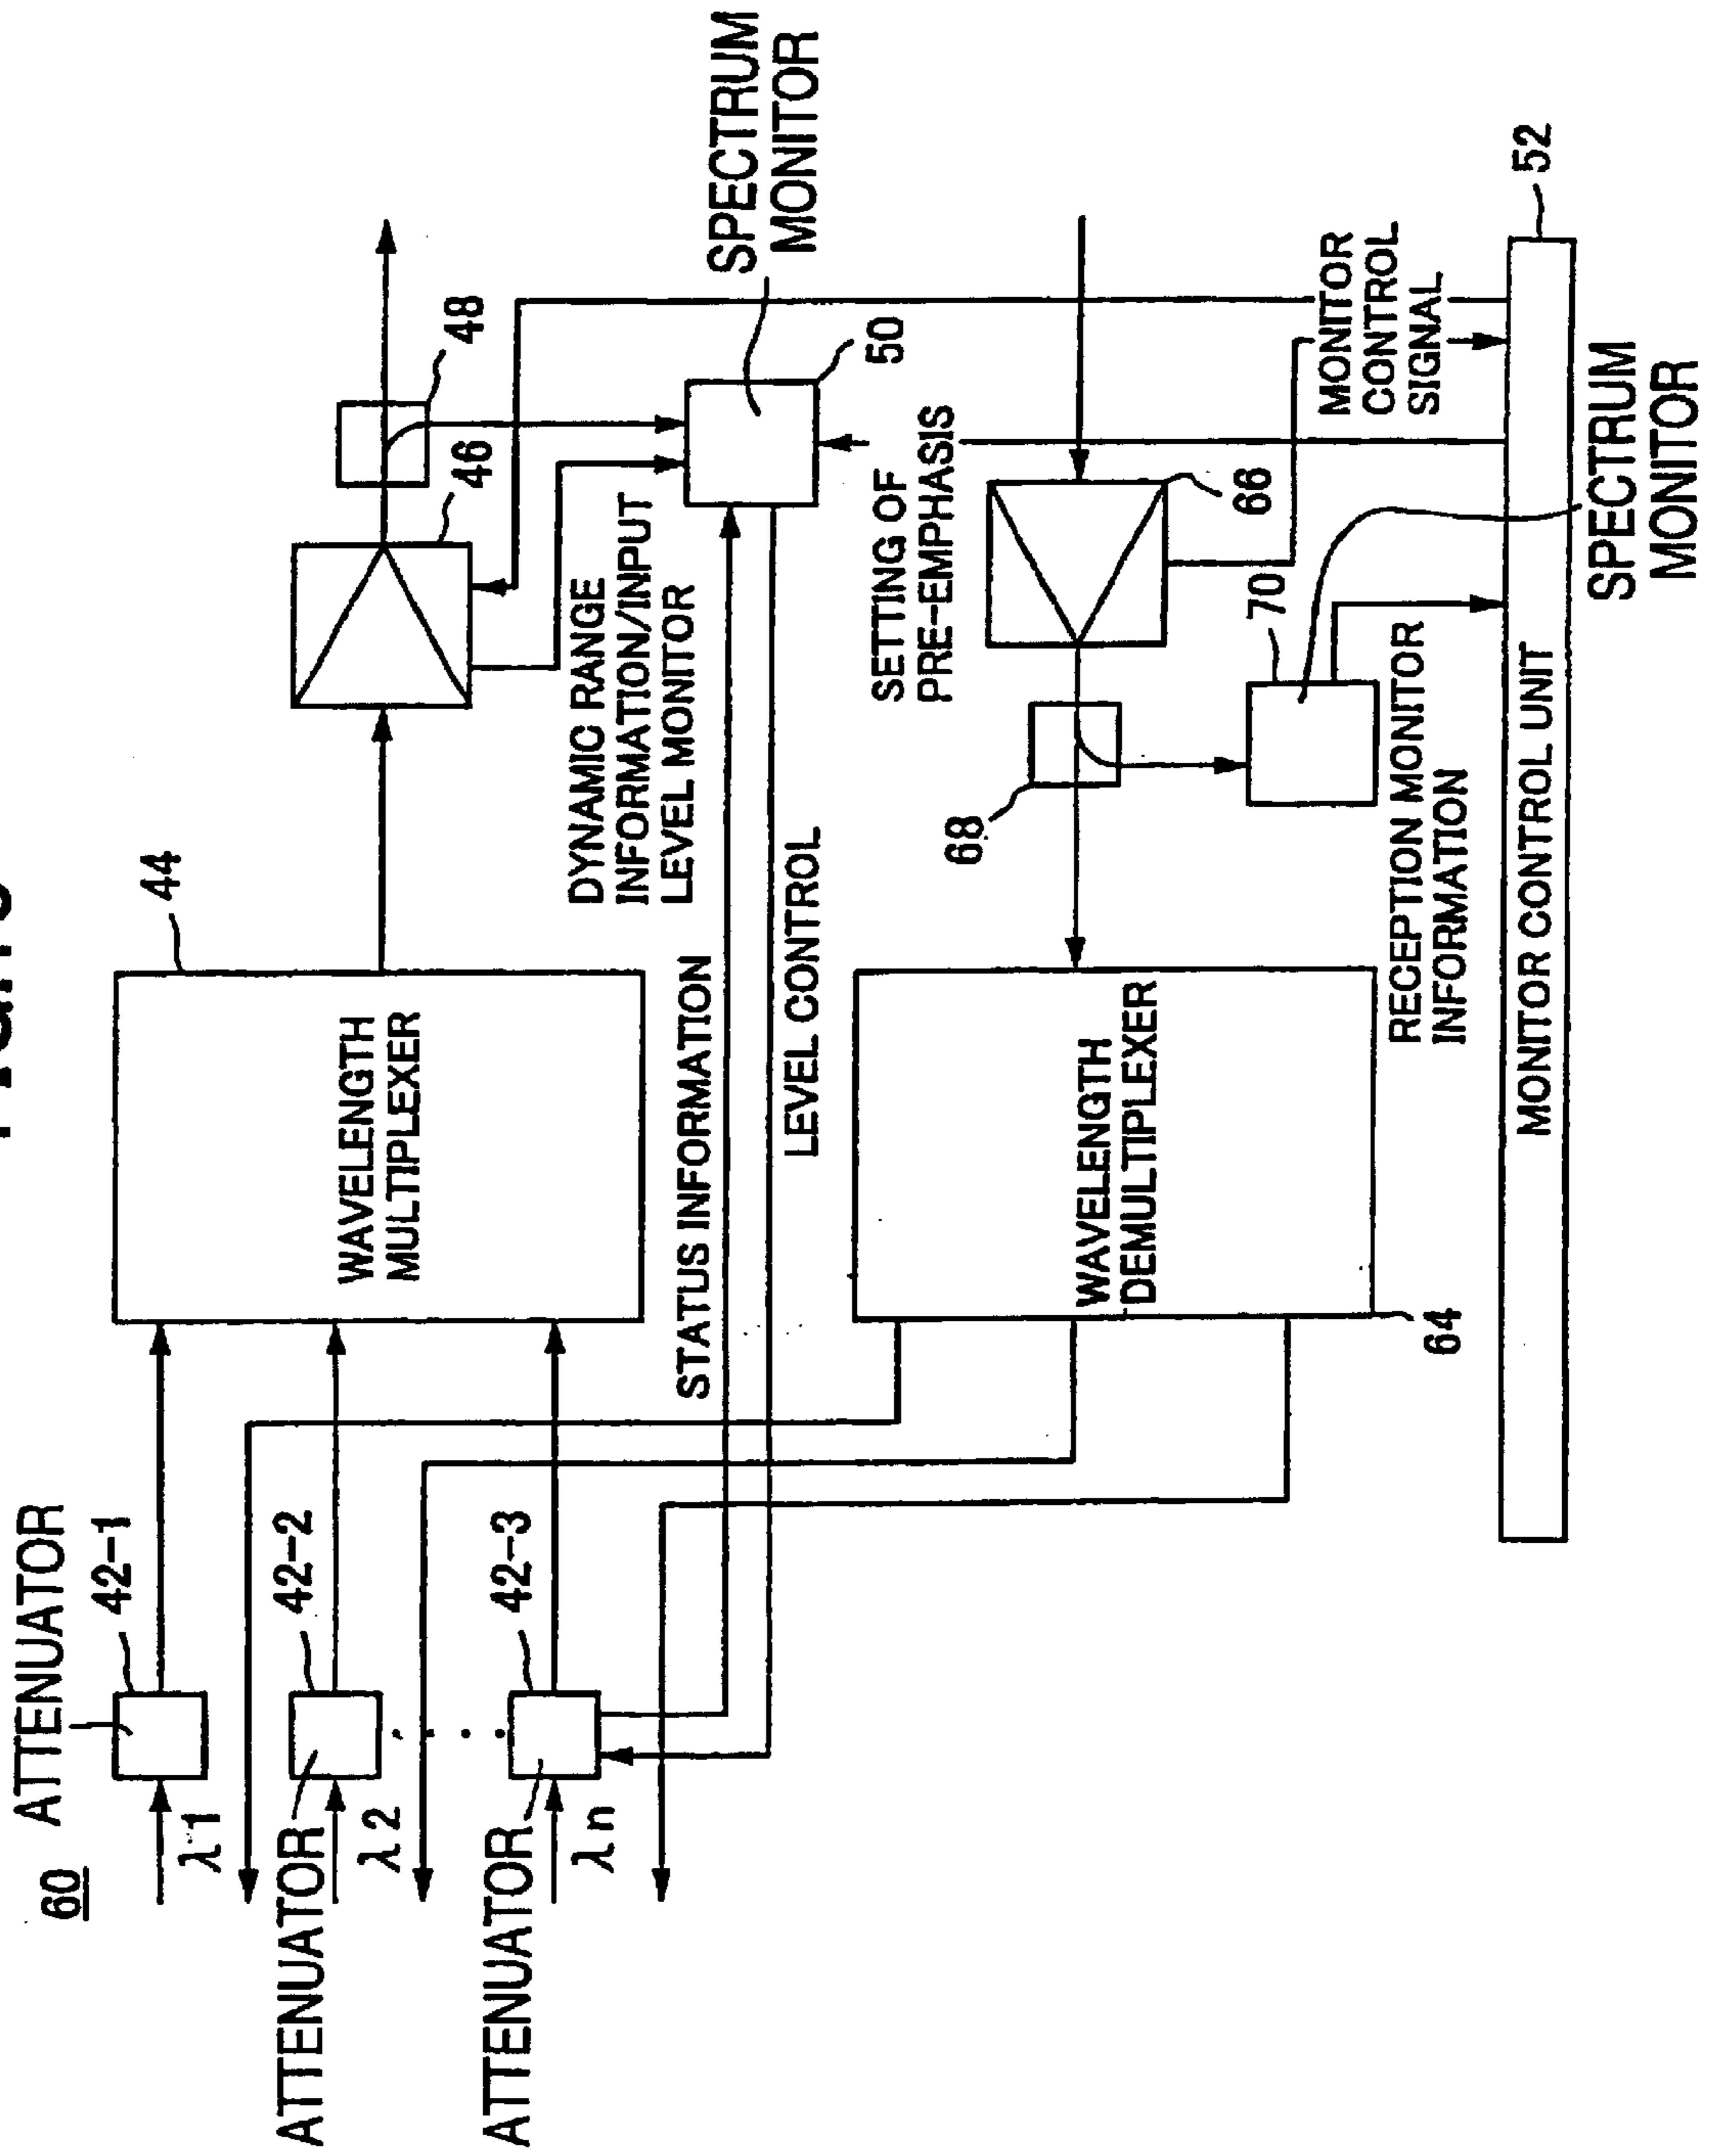 60
ATTENUATOR
42-1
λ1
ATTENUATOR
42-2
λ2
ATTENUATOR
42-3
λn
44
WAVELENGTH
MULTIPLEXER
46
48
DYNAMIC RANGE
INFORMATION/INPUT
LEVEL MONITOR
STATUS INFORMATION
LEVEL CONTROL
50
SPECTRUM
MONITOR
SETTING OF
PRE-EMPHASIS
66
68
70
WAVELENGTH
DEMULTIPLEXER
64
MONITOR
CONTROL
SIGNAL
RECEPTION MONITOR
INFORMATION
MONITOR CONTROL UNIT
52
SPECTRUM
MONITOR